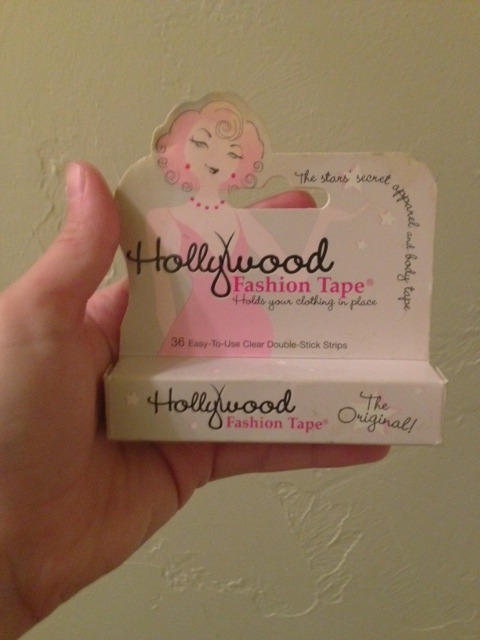 The stars' secret apparel and body tape
Hollywood
Fashion Tape®
Holds your clothing in place
36 Easy-To-Use Clear Double-Stick Strips
Hollywood
Fashion Tape®
The
Original!